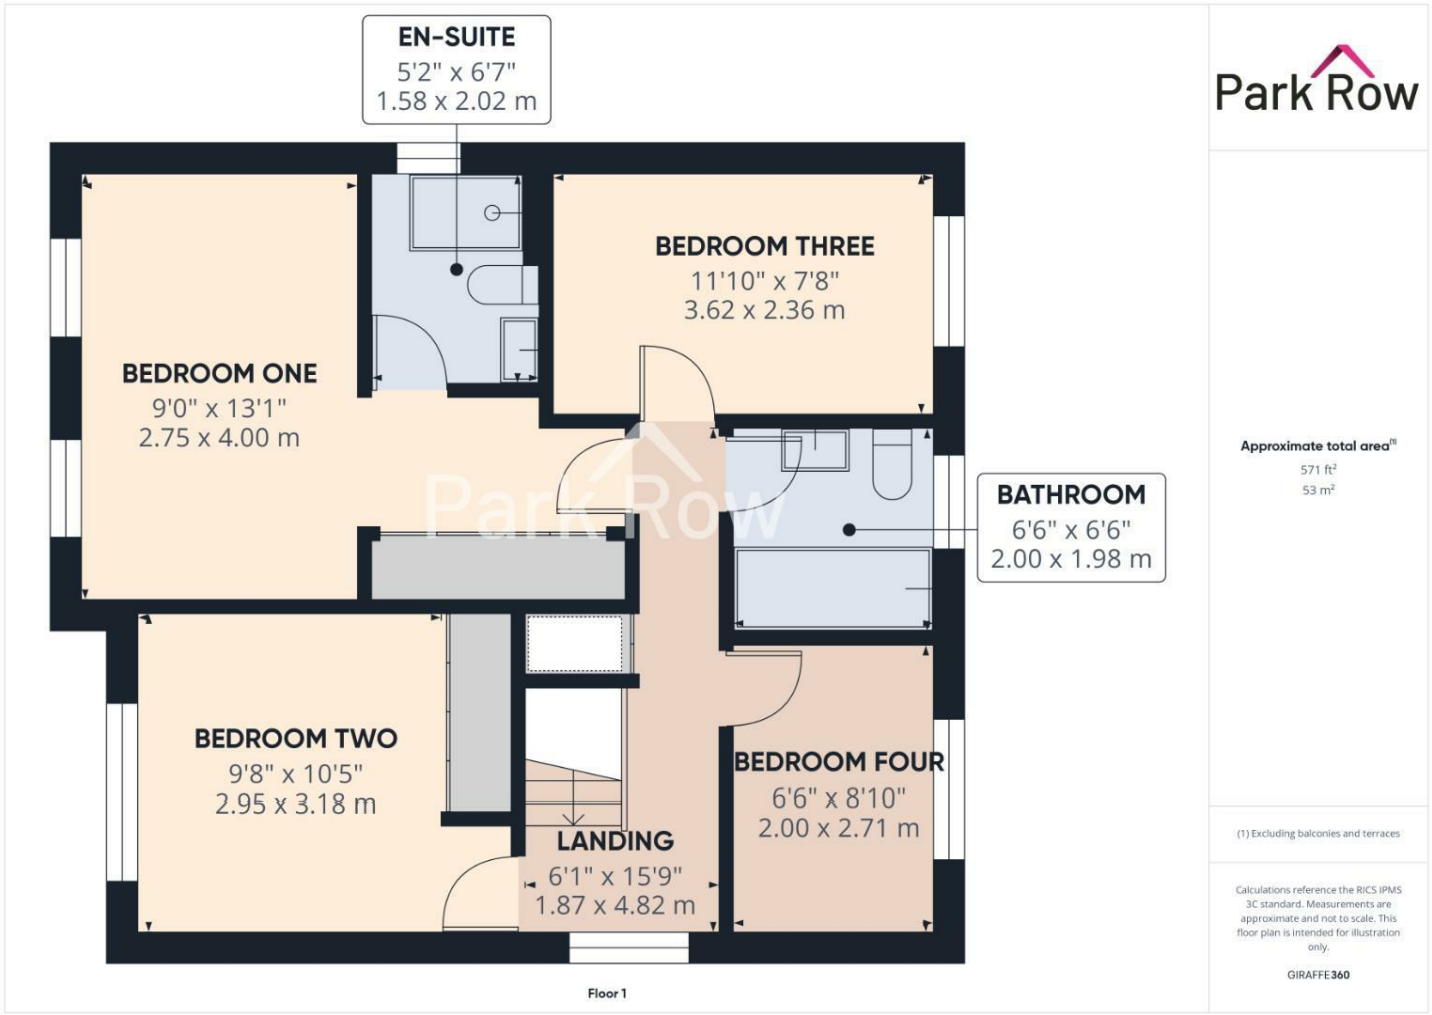 EN-SUITE
5'2" x 6'7"
1.58 x 2.02 m
BEDROOM THREE
11'10" x 7'8"
3.62 x 2.36 m
BEDROOM ONE
9'0" x 13'1"
2.75 x 4.00 m
Park Row
BATHROOM
6'6" x 6'6"
2.00 x 1.98 m
BEDROOM TWO
9'8" x 10'5"
2.95 x 3.18 m
BEDROOM FOUR
6'6" x 8'10"
2.00 x 2.71 m
LANDING
6'1" x 15'9"
1.87 x 4.82 m
Floor 1
Park Row
Approximate total area(1)
571 ft²
53 m²
(1) Excluding balconies and terraces
Calculations reference the RICS IPMS
3C standard. Measurements are
approximate and not to scale. This
floor plan is intended for illustration
only.
GIRAFFE360